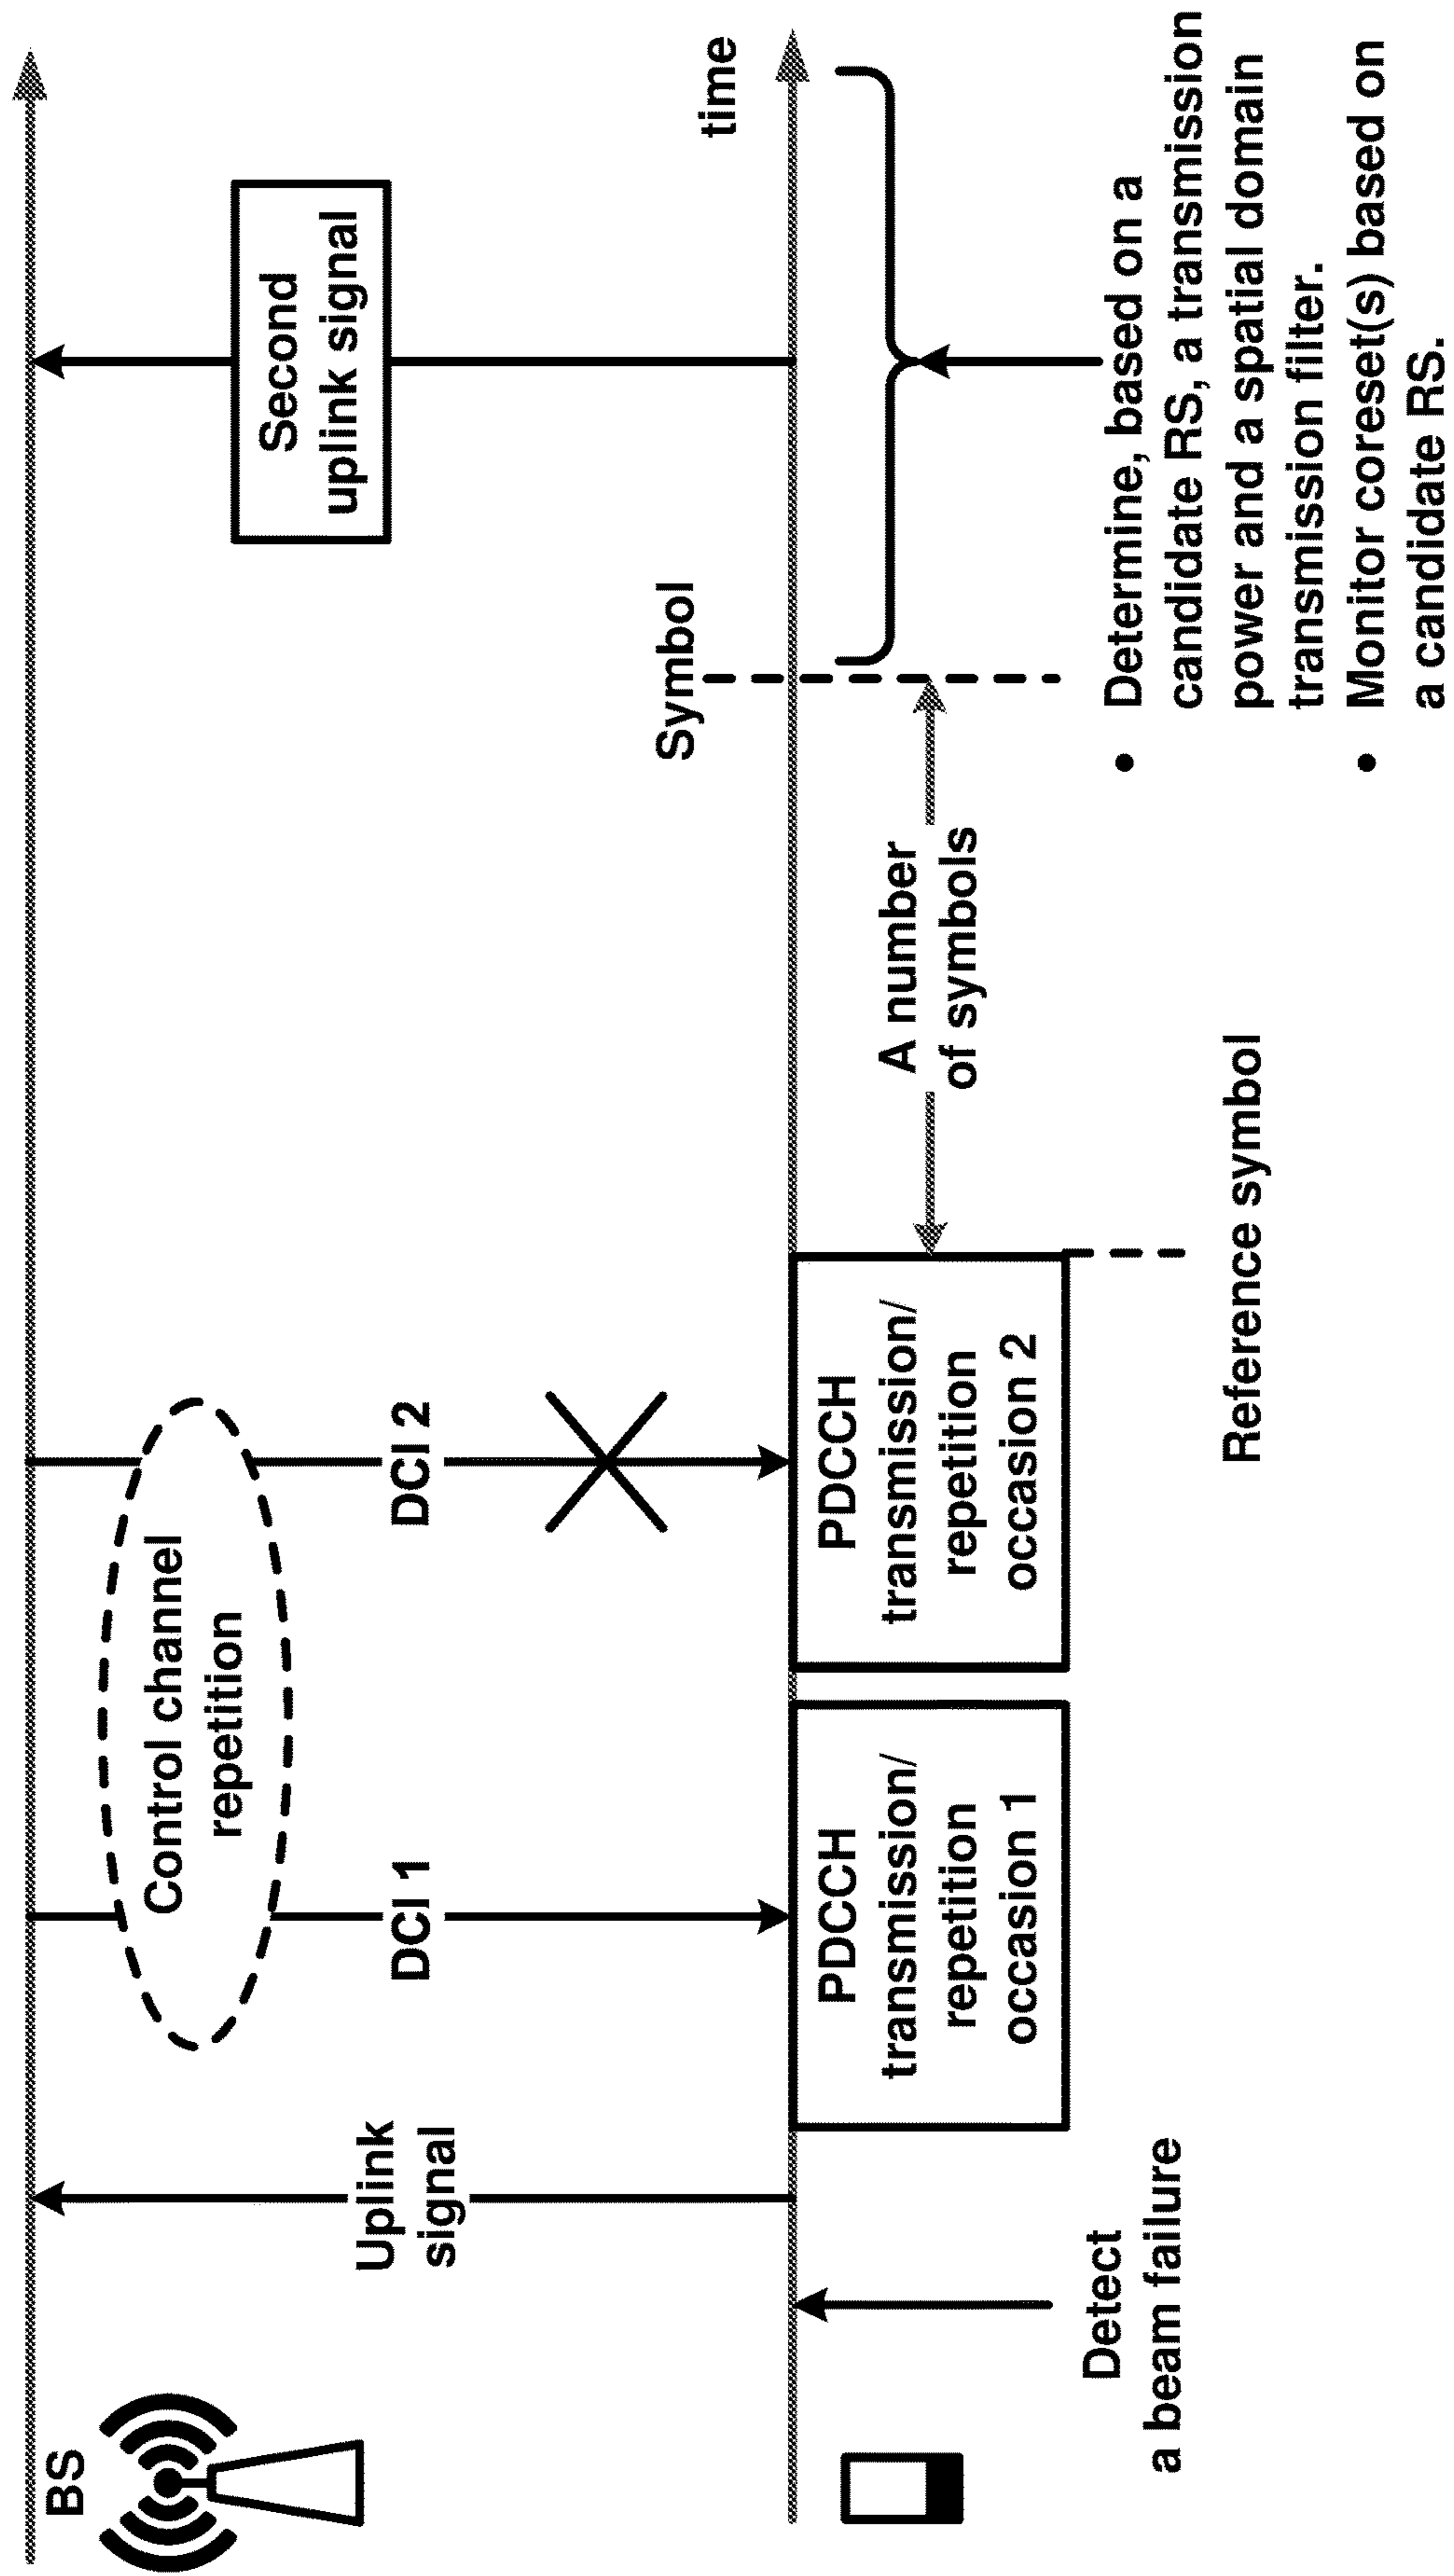 BS
Control channel
repetition
Second
uplink signal
Uplink
signal
DCI 1
DCI 2
Symbol
time
PDCCH
transmission/
repetition
occasion 1
PDCCH
transmission/
repetition
occasion 2
A number
of symbols
Detect
a beam failure
Reference symbol
• Determine, based on a
candidate RS, a transmission
power and a spatial domain
transmission filter.
• Monitor coreset(s) based on
a candidate RS.